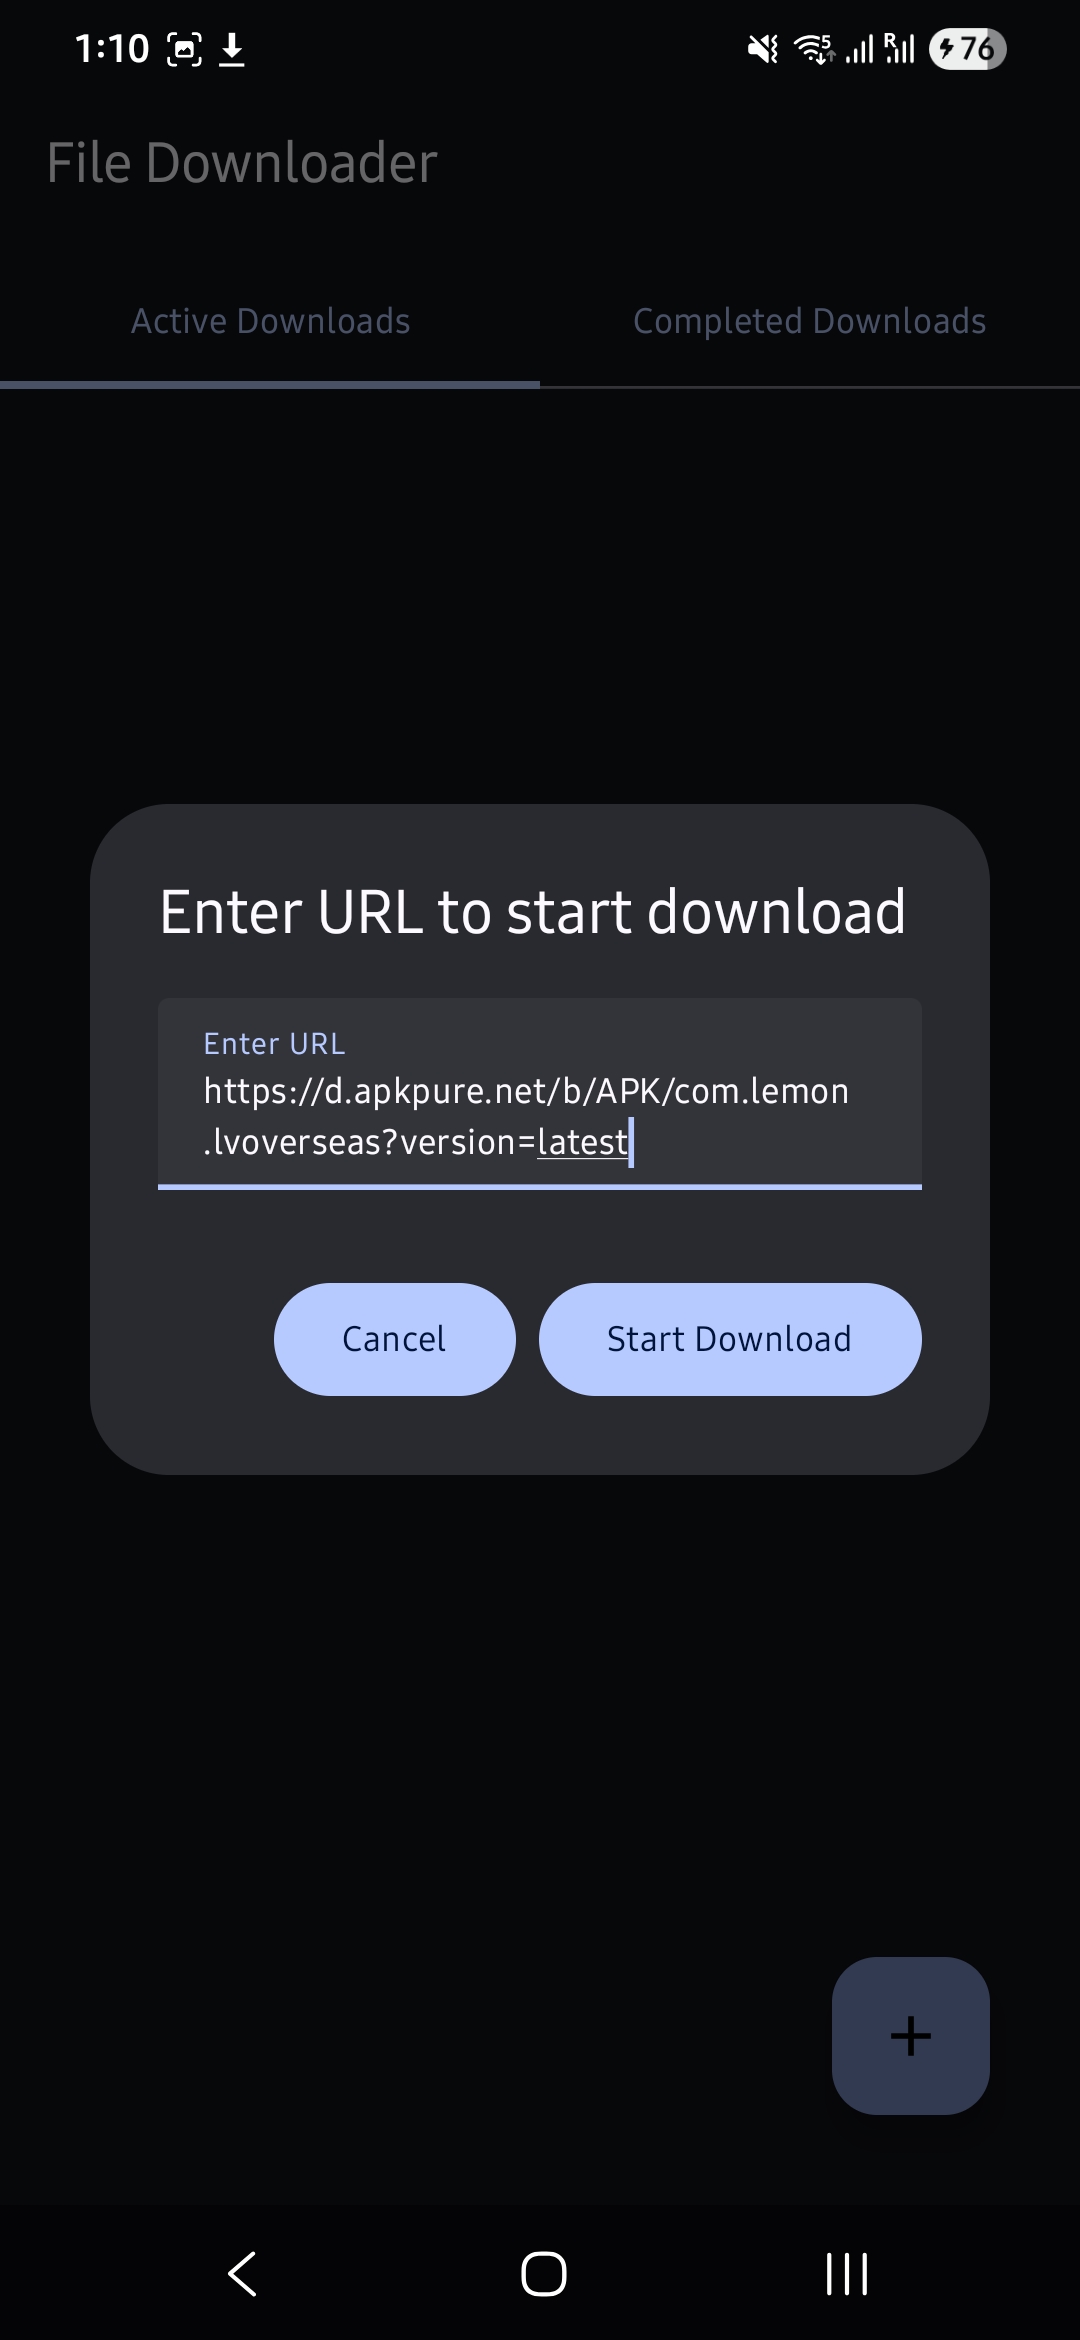 1:10
5 R 76
File Downloader
Active Downloads
Completed Downloads
Enter URL to start download
Enter URL
https://d.apkpure.net/b/APK/com.lemon
.lvoverseas?version=latest
Cancel
Start Download